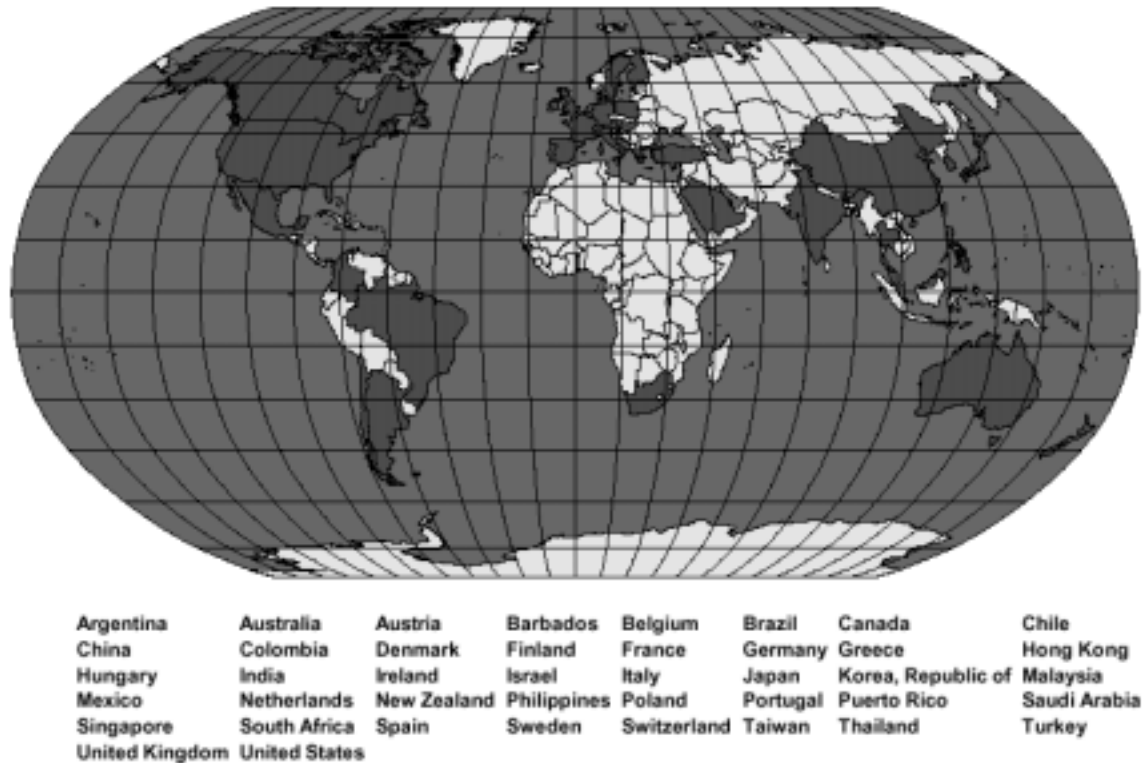 Argentina Australia Austria Barbados Belgium Brazil Canada Chile
China Colombia Denmark Finland France Germany Greece Hong Kong
Hungary India Ireland Israel Italy Japan Korea, Republic of Malaysia
Mexico Netherlands New Zealand Philippines Poland Portugal Puerto Rico Saudi Arabia
Singapore South Africa Spain Sweden Switzerland Taiwan Thailand Turkey
United Kingdom United States